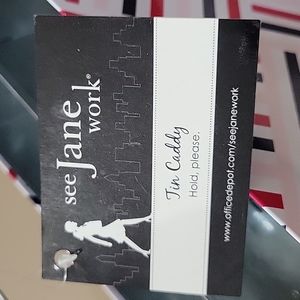 see
Jane
work®
Tin Caddy
Hold, please.
www.officedepot.com/seejanework